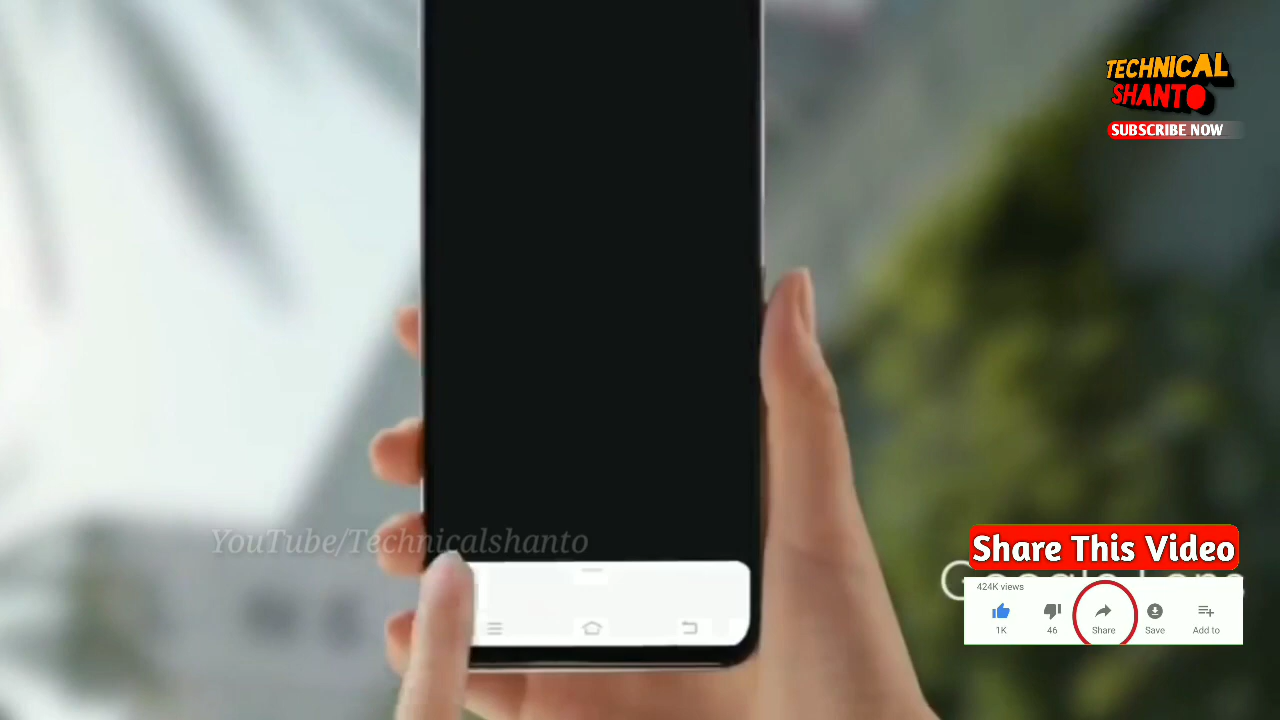 TECHNICAL
SHANTO
SUBSCRIBE NOW
YouTube/Technicalshanto
Share This Video
424K views
1K
46
Share
Save
Add to